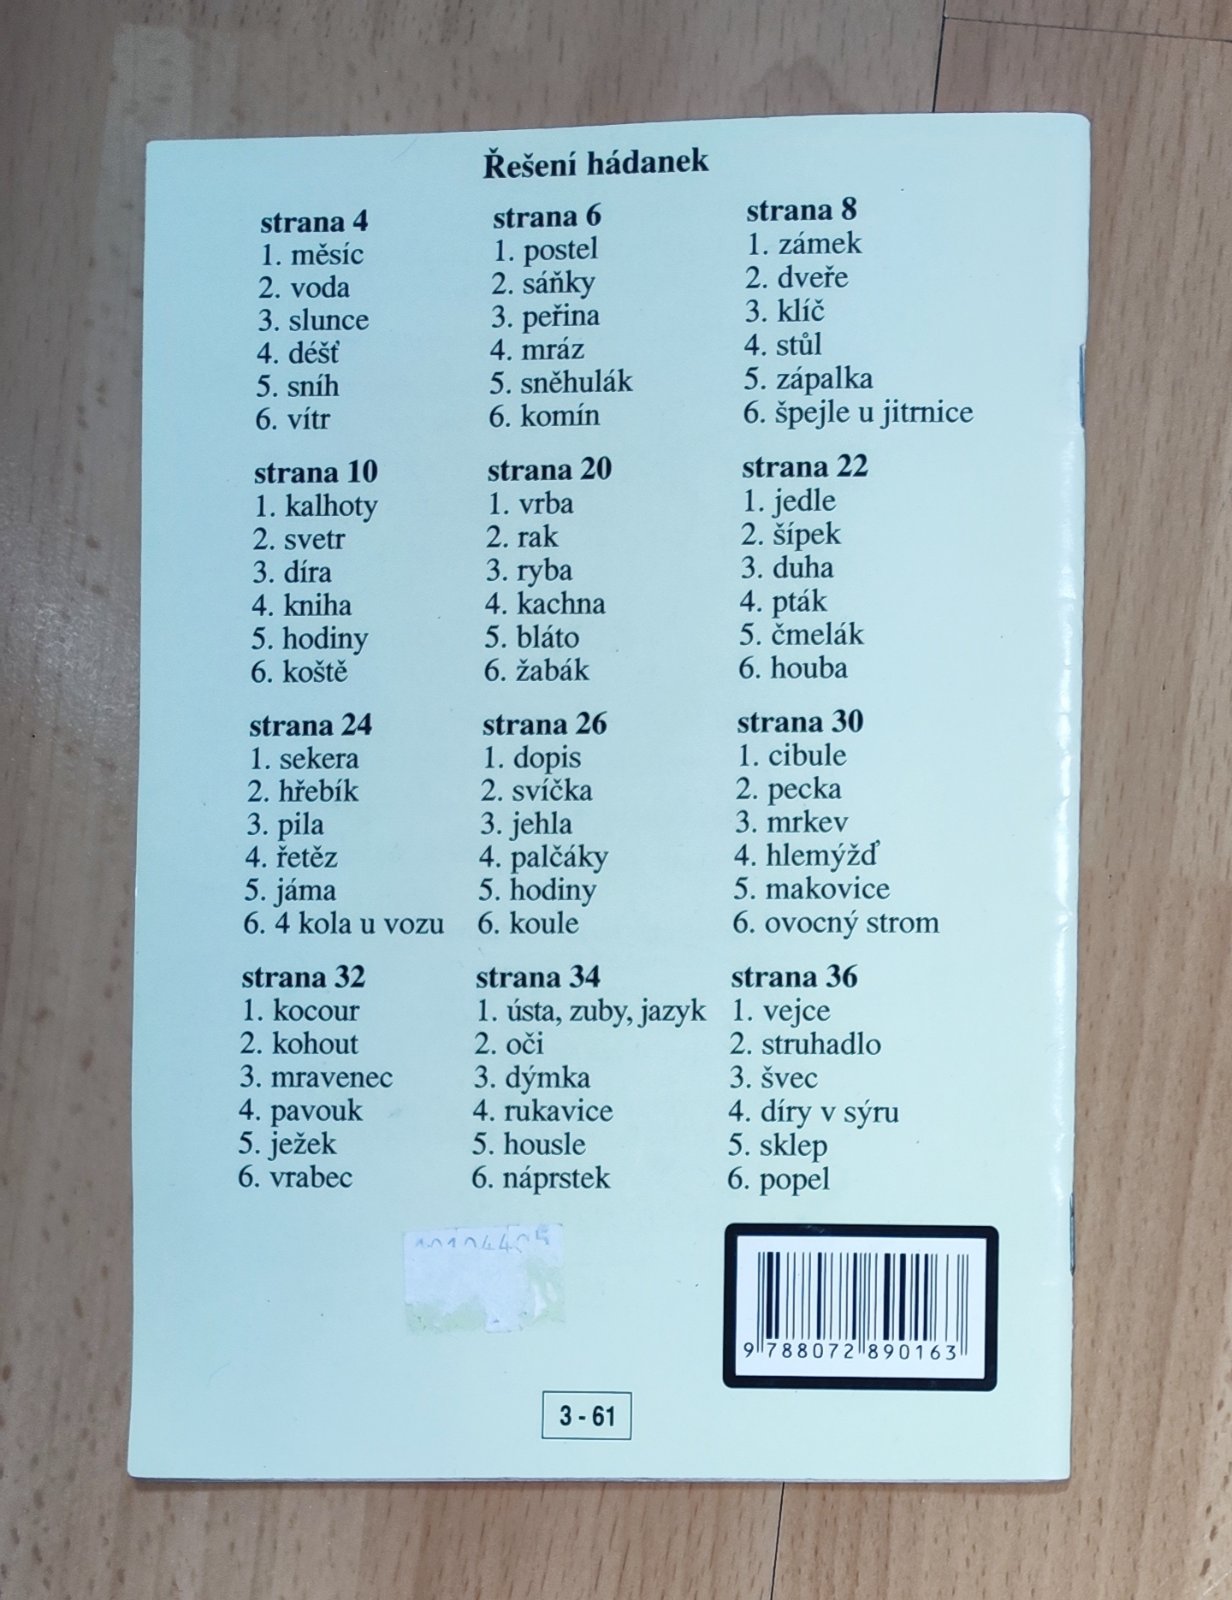 Řešení hádanek
strana 4
1. měsíc
2. voda
3. slunce
4. déšť
5. sníh
6. vítr
strana 6
1. postel
2. sáňky
3. peřina
4. mráz
5. sněhulák
6. komín
strana 8
1. zámek
2. dveře
3. klíč
4. stůl
5. zápalka
6. špejle u jitrnice
strana 10
1. kalhoty
2. svetr
3. díra
4. kniha
5. hodiny
6. koště
strana 20
1. vrba
2. rak
3. ryba
4. kachna
5. bláto
6. žabák
strana 22
1. jedle
2. šípek
3. duha
4. pták
5. čmelák
6. houba
strana 24
1. sekera
2. hřebík
3. pila
4. řetěz
5. jáma
6. 4 kola u vozu
strana 26
1. dopis
2. svíčka
3. jehla
4. palčáky
5. hodiny
6. koule
strana 30
1. cibule
2. pecka
3. mrkev
4. hlemýžď
5. makovice
6. ovocný strom
strana 32
1. kocour
2. kohout
3. mravenec
4. pavouk
5. ježek
6. vrabec
strana 34
1. ústa, zuby, jazyk
2. oči
3. dýmka
4. rukavice
5. housle
6. náprstek
strana 36
1. vejce
2. struhadlo
3. švec
4. díry v sýru
5. sklep
6. popel
9 788072 890163
3 - 61